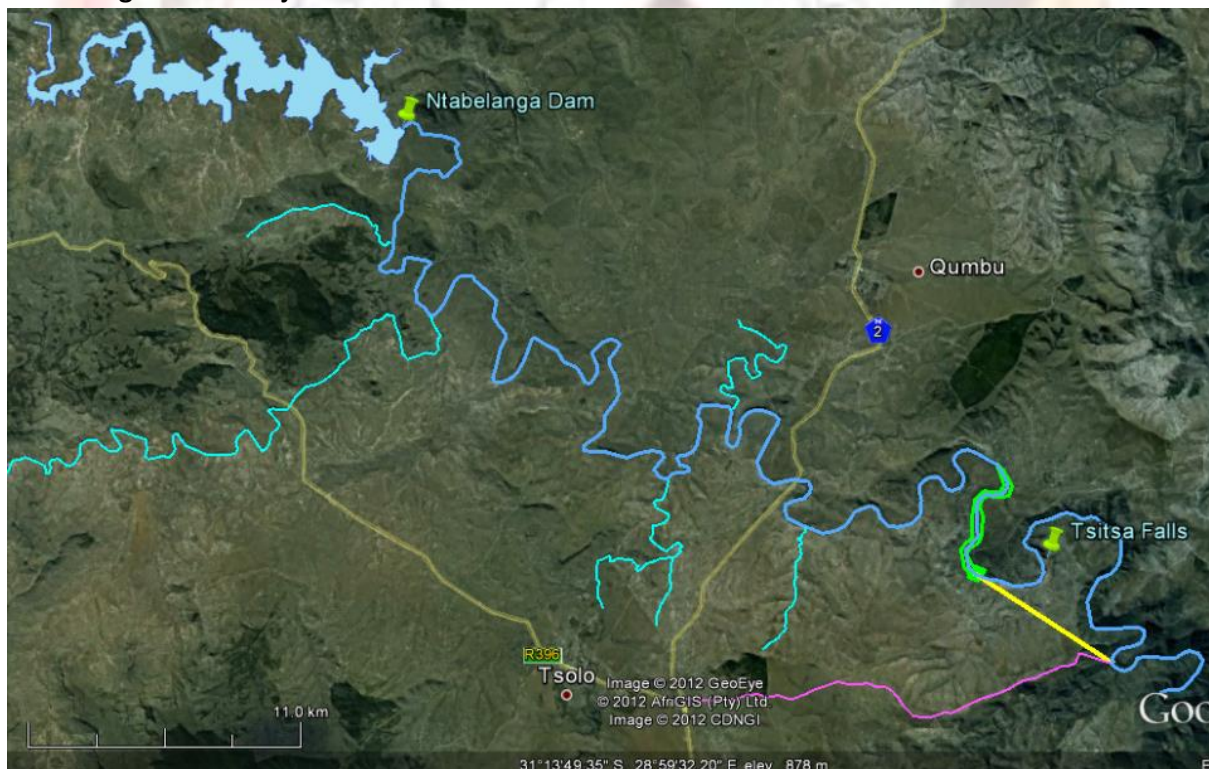 Ntabelanga Dam
Qumbu
N
2
Tsitsa Falls
R396
Tsolo
Image © 2012 GeoEye
© 2012 AfriGIS (Pty) Ltd
Image © 2012 CDNGI
Goo
11.0 km
31°13'49.35" S 28°59'32.20" E elev 878 m